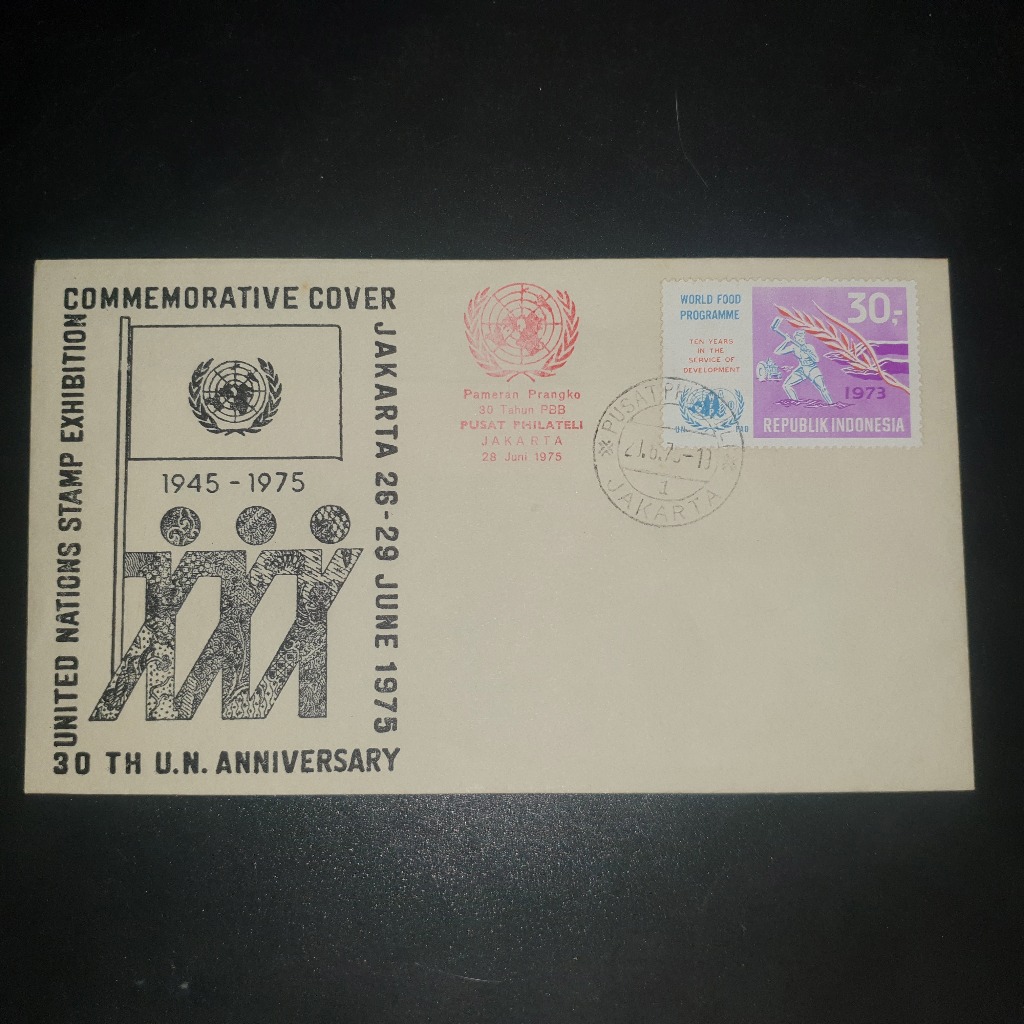 COMMEMORATIVE COVER
UNITED NATIONS STAMP EXHIBITION
JAKARTA 26-29 JUNE 1975
1945 - 1975
30 TH U.N. ANNIVERSARY
Pameran Prangko
30 Tahun PBB
PUSAT PHILATELI
JAKARTA
28 Juni 1975
WORLD FOOD
PROGRAMME
TEN YEARS
IN THE
SERVICE OF
DEVELOPMENT
30,-
1973
REPUBLIK INDONESIA
PUSAT
1
JAKARTA